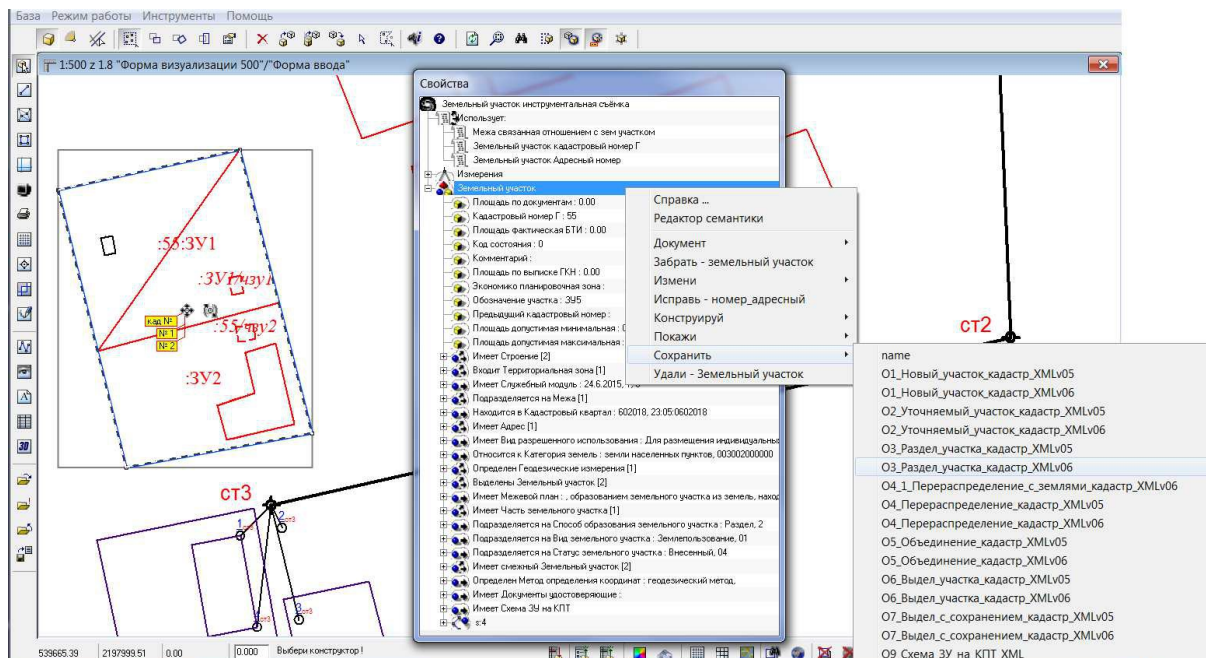 База Режим работы Инструменты Помощь
1:500 z 1.8 "Форма визуализации 500"/"Форма ввода"
Свойства
Земельный участок инструментальная съёмка
Использует:
Межа связанная отношением с зем участком
Земельный участок кадастровый номер Г
Земельный участок Адресный номер
Измерения
Земельный участок
Площадь по документам : 0.00
Кадастровый номер Г : 55
Площадь фактическая БТИ : 0.00
Код состояния : 0
Комментарий :
Площадь по выписке ГКН : 0.00
Экономико планировочная зона :
Обозначение участка : ЗУ5
Предыдущий кадастровый номер :
Площадь допустимая минимальная : 0
Площадь допустимая максимальная :
Имеет Строение [2]
Входит Территориальная зона [1]
Имеет Служебный модуль : 24.6.2015,
Подразделяется на Межа [1]
Находится в Кадастровый квартал : 602018, 23:05:0602018
Имеет Адрес [1]
Имеет Вид разрешенного использования : Для размещения индивидуальны
Относится к Категория земель : земли населенных пунктов, 003002000000
Определен Геодезические измерения [1]
Выделены Земельный участок [2]
Имеет Межевой план : , образованием земельного участка из земель, наход
Имеет Часть земельного участка [1]
Подразделяется на Способ образования земельного участка : Раздел, 2
Подразделяется на Вид земельного участка : Землепользование, 01
Подразделяется на Статус земельного участка : Внесенный, 04
Имеет смежный Земельный участок [2]
Определен Метод определения координат : геодезический метод,
Имеет Документы удостоверяющие :
Имеет Схема ЗУ на КПТ
s:4
Справка ...
Редактор семантики
Документ
Забрать - земельный участок
Измени
Исправь - номер_адресный
Конструируй
Покажи
Сохранить
Удали - Земельный участок
name
O1_Новый_участок_кадастр_XMLv05
O1_Новый_участок_кадастр_XMLv06
O2_Уточняемый_участок_кадастр_XMLv05
O2_Уточняемый_участок_кадастр_XMLv06
O3_Раздел_участка_кадастр_XMLv05
O3_Раздел_участка_кадастр_XMLv06
O4_1_Перераспределение_с_землями_кадастр_XMLv06
O4_Перераспределение_кадастр_XMLv05
O4_Перераспределение_кадастр_XMLv06
O5_Объединение_кадастр_XMLv05
O5_Объединение_кадастр_XMLv06
O6_Выдел_участка_кадастр_XMLv05
O6_Выдел_участка_кадастр_XMLv06
O7_Выдел_с_сохранением_кадастр_XMLv05
O7_Выдел_с_сохранением_кадастр_XMLv06
O9_Схема_ЗУ_на_КПТ_XML
:55:ЗУ1
:ЗУ1/чзу1
кад №
№ 1
№ 2
:55/чзу2
:ЗУ2
3D
ст2
ст3
1 ст3
2 ст3
3 ст3
4 ст3
539665.39 2197999.51 0.00 0.000 Выбери конструктор !